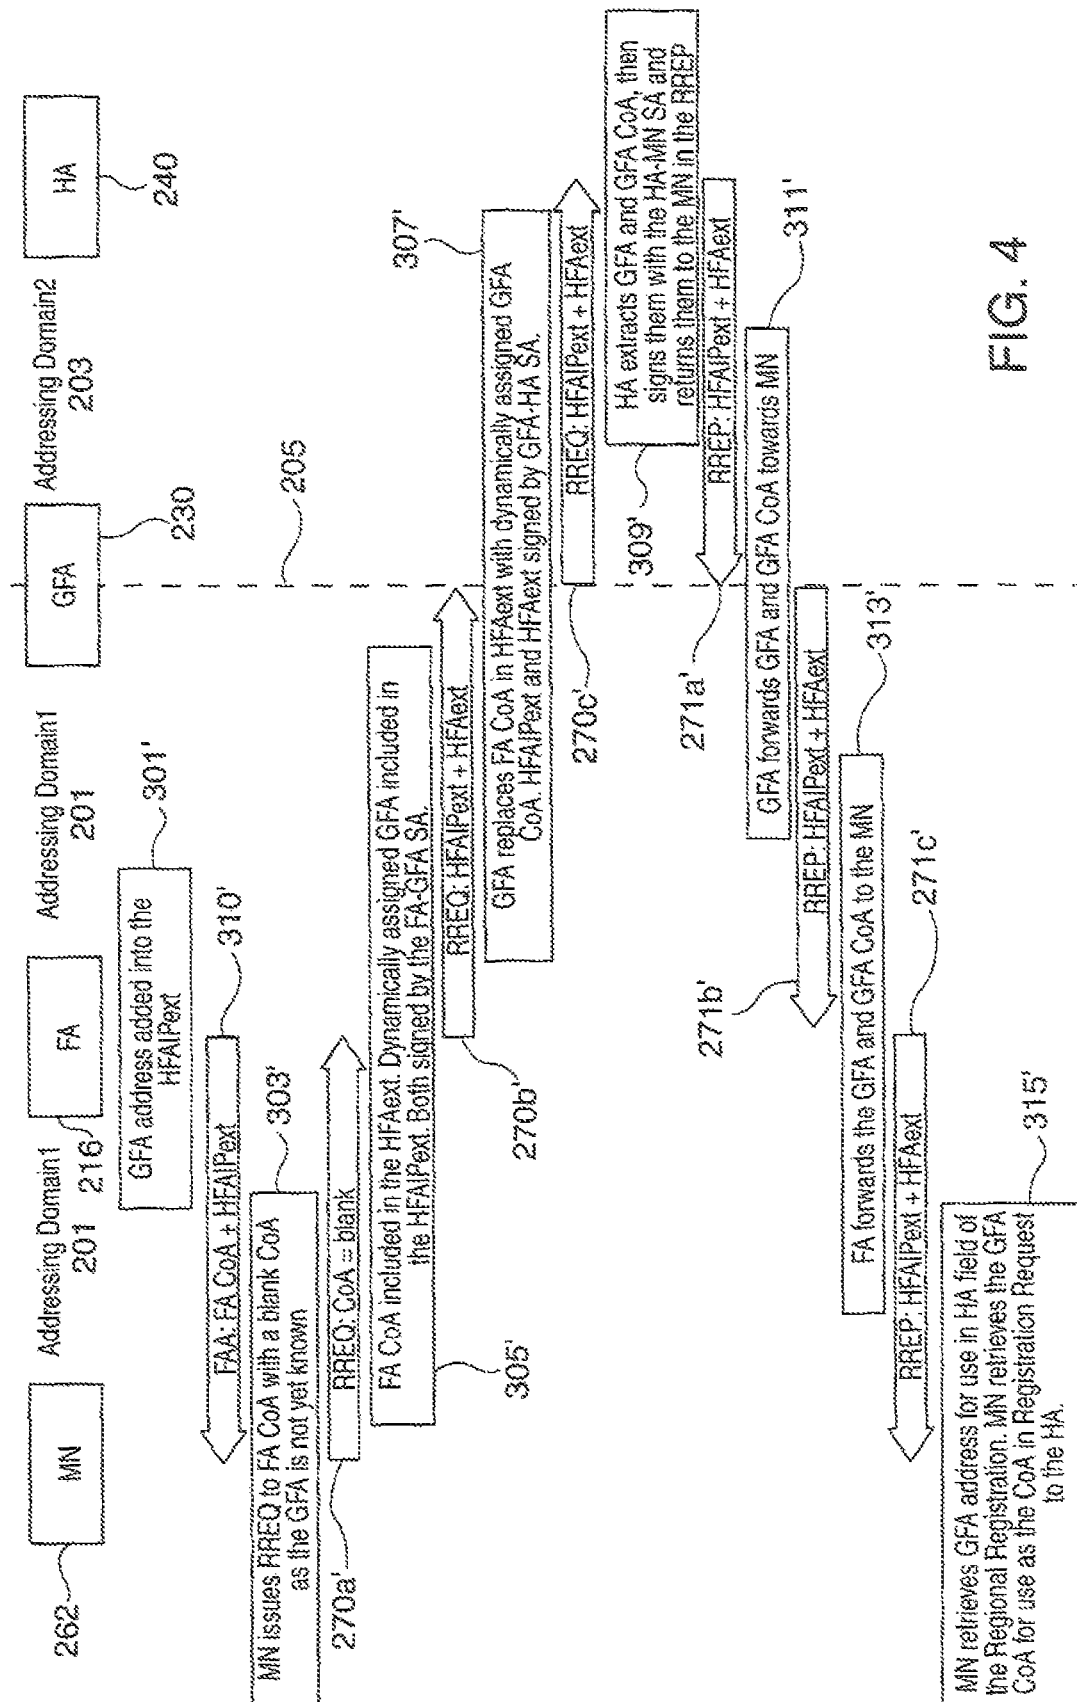 262
MN
Addressing Domain1
201
216
FA
Addressing Domain1
201
GFA
230
Addressing Domain2
203
HA
240
205
GFA address added into the
HFAIPext
301'
FAA: FA CoA + HFAIPext
310'
MN issues RREQ to FA CoA with a blank CoA
as the GFA is not yet known
303'
RREQ: CoA = blank
270a'
FA CoA included in the HFAext. Dynamically assigned GFA included in
the HFAIPext. Both signed by the FA-GFA SA.
305'
RREQ: HFAIPext + HFAext
270b'
GFA replaces FA CoA in HFAext with dynamically assigned GFA
CoA. HFAIPext and HFAext signed by GFA-HA SA.
307'
RREQ: HFAIPext + HFAext
270c'
HA extracts GFA and GFA CoA, then
signs them with the HA-MN SA and
returns them to the MN in the RREP
309'
RREP: HFAIPext + HFAext
271a'
GFA forwards GFA and GFA CoA towards MN
311'
RREP: HFAIPext + HFAext
271b'
FA forwards the GFA and GFA CoA to the MN
313'
RREP: HFAIPext + HFAext
271c'
MN retrieves GFA address for use in HA field of
the Regional Registration. MN retrieves the GFA
CoA for use as the CoA in Registration Request
to the HA.
315'
FIG. 4